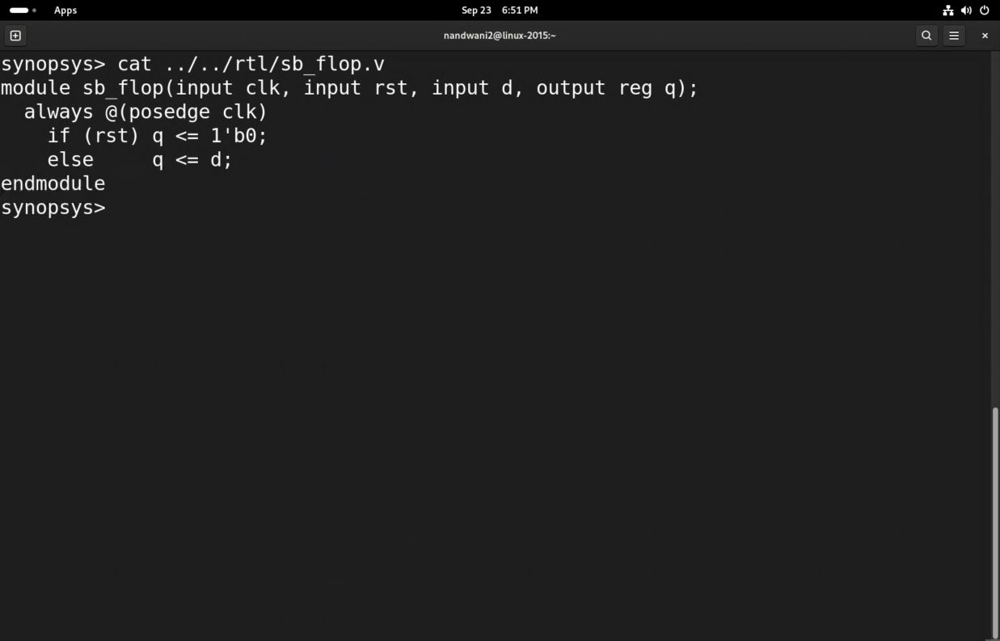 Apps
Sep 23 6:51 PM
nandwani2@linux-2015:~
synopsys> cat ../../rtl/sb_flop.v
module sb_flop(input clk, input rst, input d, output reg q);
  always @(posedge clk)
    if (rst) q <= 1'b0;
    else     q <= d;
endmodule
synopsys>